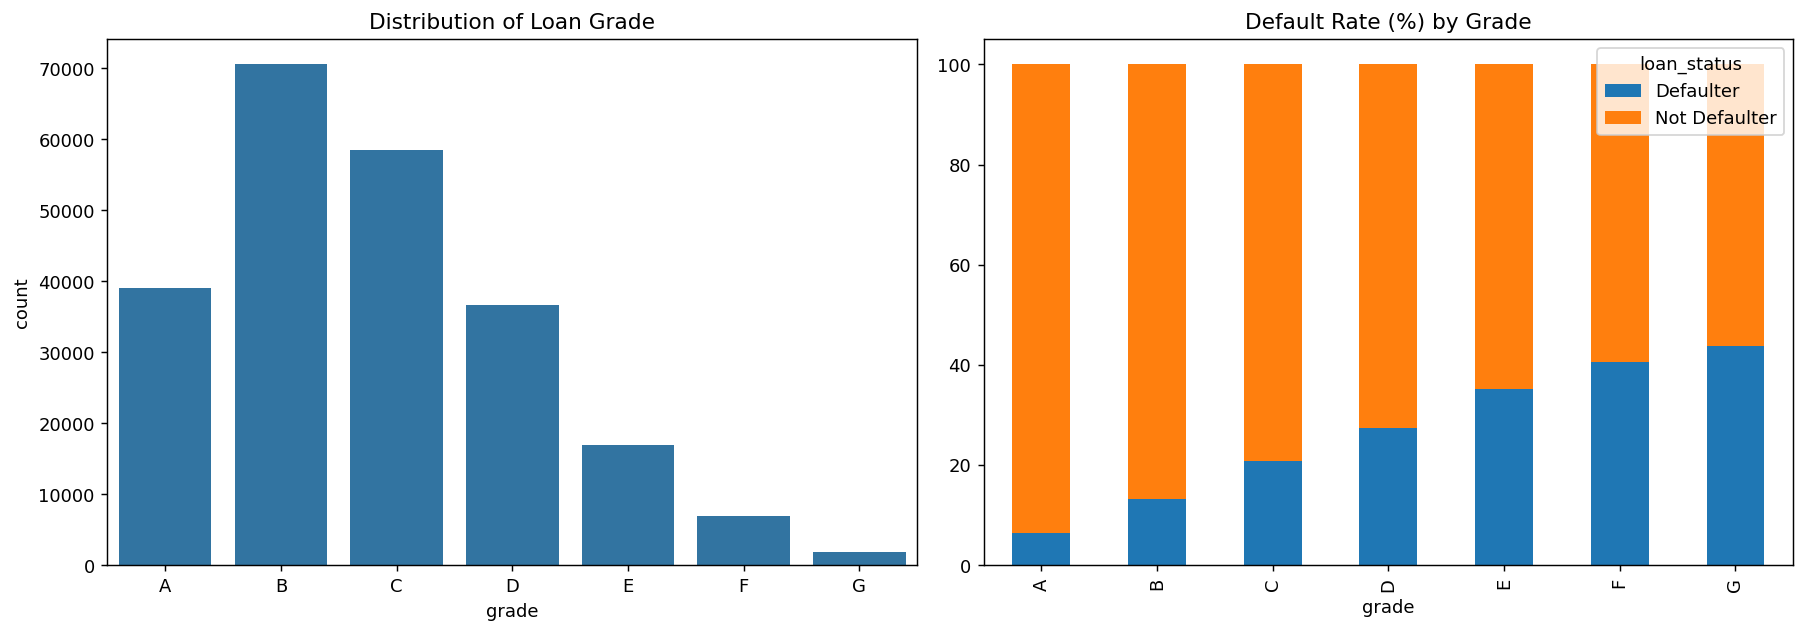 Distribution of Loan Grade
70000
60000
50000
40000
30000
20000
10000
0
count
A B C D E F G
grade
Default Rate (%) by Grade
100
80
60
40
20
0
loan_status
Defaulter
Not Defaulter
A B C D E F G
grade